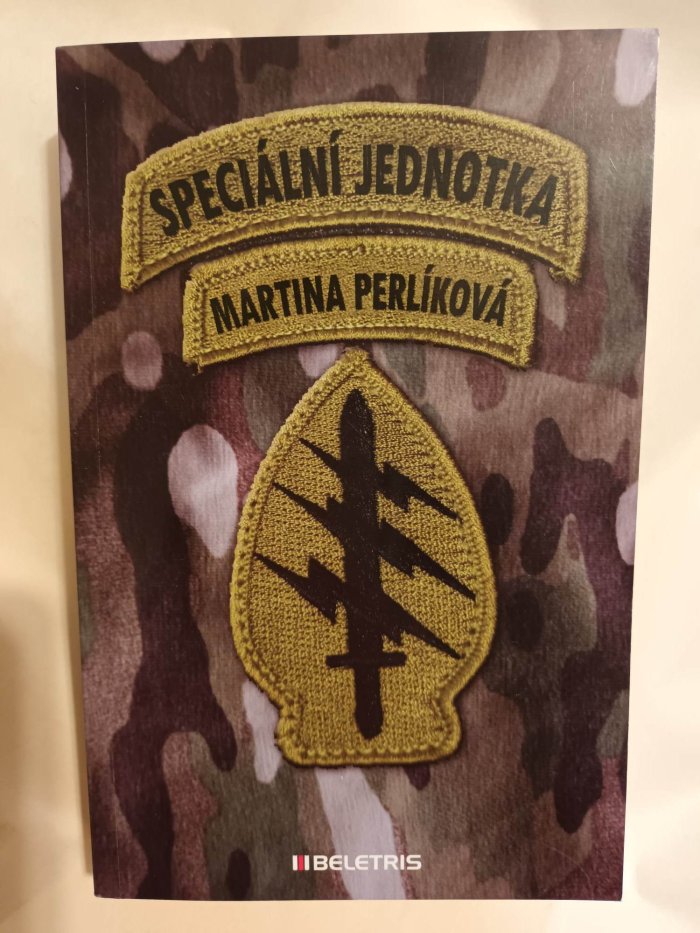 SPECIÁLNÍ JEDNOTKA
MARTINA PERLÍKOVÁ
BELETRIS